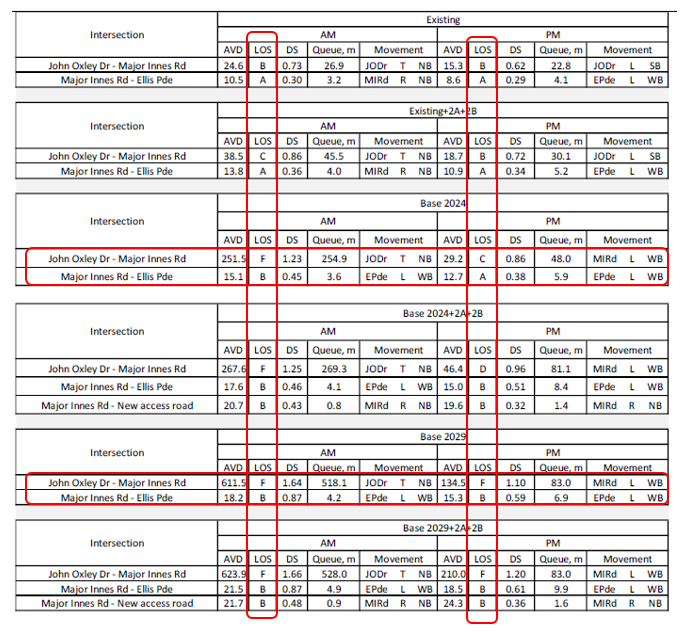 Existing
Intersection AM PM
AVD LOS DS Queue, m Movement AVD LOS DS Queue, m Movement
John Oxley Dr - Major Innes Rd 24.6 B 0.73 26.9 JODr T NB 15.3 B 0.62 22.8 JODr L SB
Major Innes Rd - Ellis Pde 10.5 A 0.30 3.2 MIRd R NB 8.6 A 0.29 4.1 EPde L WB
Existing+2A+2B
Intersection AM PM
AVD LOS DS Queue, m Movement AVD LOS DS Queue, m Movement
John Oxley Dr - Major Innes Rd 38.5 C 0.86 45.5 JODr T NB 18.7 B 0.72 30.1 JODr L SB
Major Innes Rd - Ellis Pde 13.8 A 0.36 4.0 MIRd R NB 10.9 A 0.34 5.2 EPde L WB
Base 2024
Intersection AM PM
AVD LOS DS Queue, m Movement AVD LOS DS Queue, m Movement
John Oxley Dr - Major Innes Rd 251.5 F 1.23 254.9 JODr T NB 29.2 C 0.86 48.0 MIRd L WB
Major Innes Rd - Ellis Pde 15.1 B 0.45 3.6 EPde L WB 12.7 A 0.38 5.9 EPde L WB
Base 2024+2A+2B
Intersection AM PM
AVD LOS DS Queue, m Movement AVD LOS DS Queue, m Movement
John Oxley Dr - Major Innes Rd 267.6 F 1.25 269.3 JODr T NB 46.4 D 0.96 81.1 MIRd L WB
Major Innes Rd - Ellis Pde 17.6 B 0.46 4.1 EPde L WB 15.0 B 0.51 8.4 EPde L WB
Major Innes Rd - New access road 20.7 B 0.43 0.8 MIRd R NB 19.6 B 0.32 1.4 MIRd R NB
Base 2029
Intersection AM PM
AVD LOS DS Queue, m Movement AVD LOS DS Queue, m Movement
John Oxley Dr - Major Innes Rd 611.5 F 1.64 518.1 JODr T NB 134.5 F 1.10 83.0 MIRd L WB
Major Innes Rd - Ellis Pde 18.2 B 0.87 4.2 EPde L WB 15.3 B 0.59 6.9 EPde L WB
Base 2029+2A+2B
Intersection AM PM
AVD LOS DS Queue, m Movement AVD LOS DS Queue, m Movement
John Oxley Dr - Major Innes Rd 623.9 F 1.66 528.0 JODr T NB 210.0 F 1.20 83.0 MIRd L WB
Major Innes Rd - Ellis Pde 21.5 B 0.87 4.9 EPde L WB 18.5 B 0.61 9.9 EPde L WB
Major Innes Rd - New access road 21.7 B 0.48 0.9 MIRd R NB 24.3 B 0.36 1.6 MIRd R NB